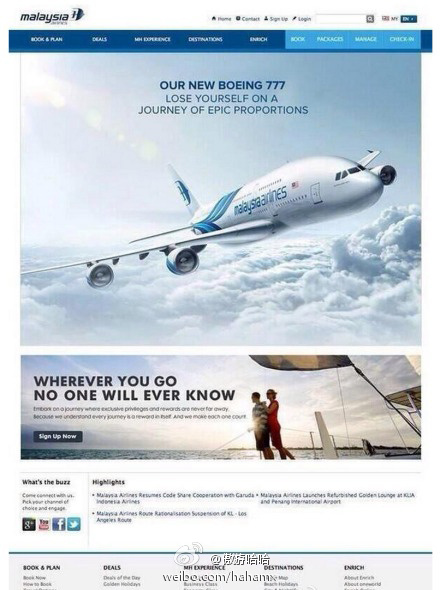 malaysia airlines
Home Contact Sign Up Login
MY EN
BOOK & PLAN DEALS MH EXPERIENCE DESTINATIONS ENRICH BOOK PACKAGES MANAGE CHECK-IN
OUR NEW BOEING 777
LOSE YOURSELF ON A
JOURNEY OF EPIC PROPORTIONS
malaysia airlines
WHEREVER YOU GO
NO ONE WILL EVER KNOW
Embark on a journey where exclusive privileges and rewards are never far away.
Because we understand every journey is a reward in itself. And we make each one count.
Sign Up Now
What's the buzz
Come connect with us.
Pick your channel of
choice and engage.
You Tube
Highlights
Malaysia Airlines Resumes Code Share Cooperation with Garuda
Indonesia Airlines
Malaysia Airlines Route Rationalisation Suspension of KL - Los
Angeles Route
Malaysia Airlines Launches Refurbished Golden Lounge at KLIA
and Penang International Airport
@傲游哈哈
weibo.com/hahamx
BOOK & PLAN DEALS MH EXPERIENCE DESTINATIONS ENRICH
Book Now Deals of the Day First Class Map About Enrich
How to Book Golden Holidays Business Class Beach Holidays About oneworld